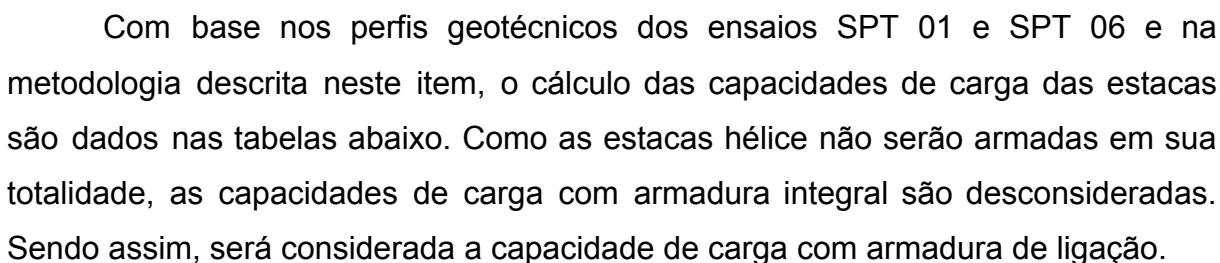 Com base nos perfis geotécnicos dos ensaios SPT 01 e SPT 06 e na
metodologia descrita neste item, o cálculo das capacidades de carga das estacas
são dados nas tabelas abaixo. Como as estacas hélice não serão armadas em sua
totalidade, as capacidades de carga com armadura integral são desconsideradas.
Sendo assim, será considerada a capacidade de carga com armadura de ligação.